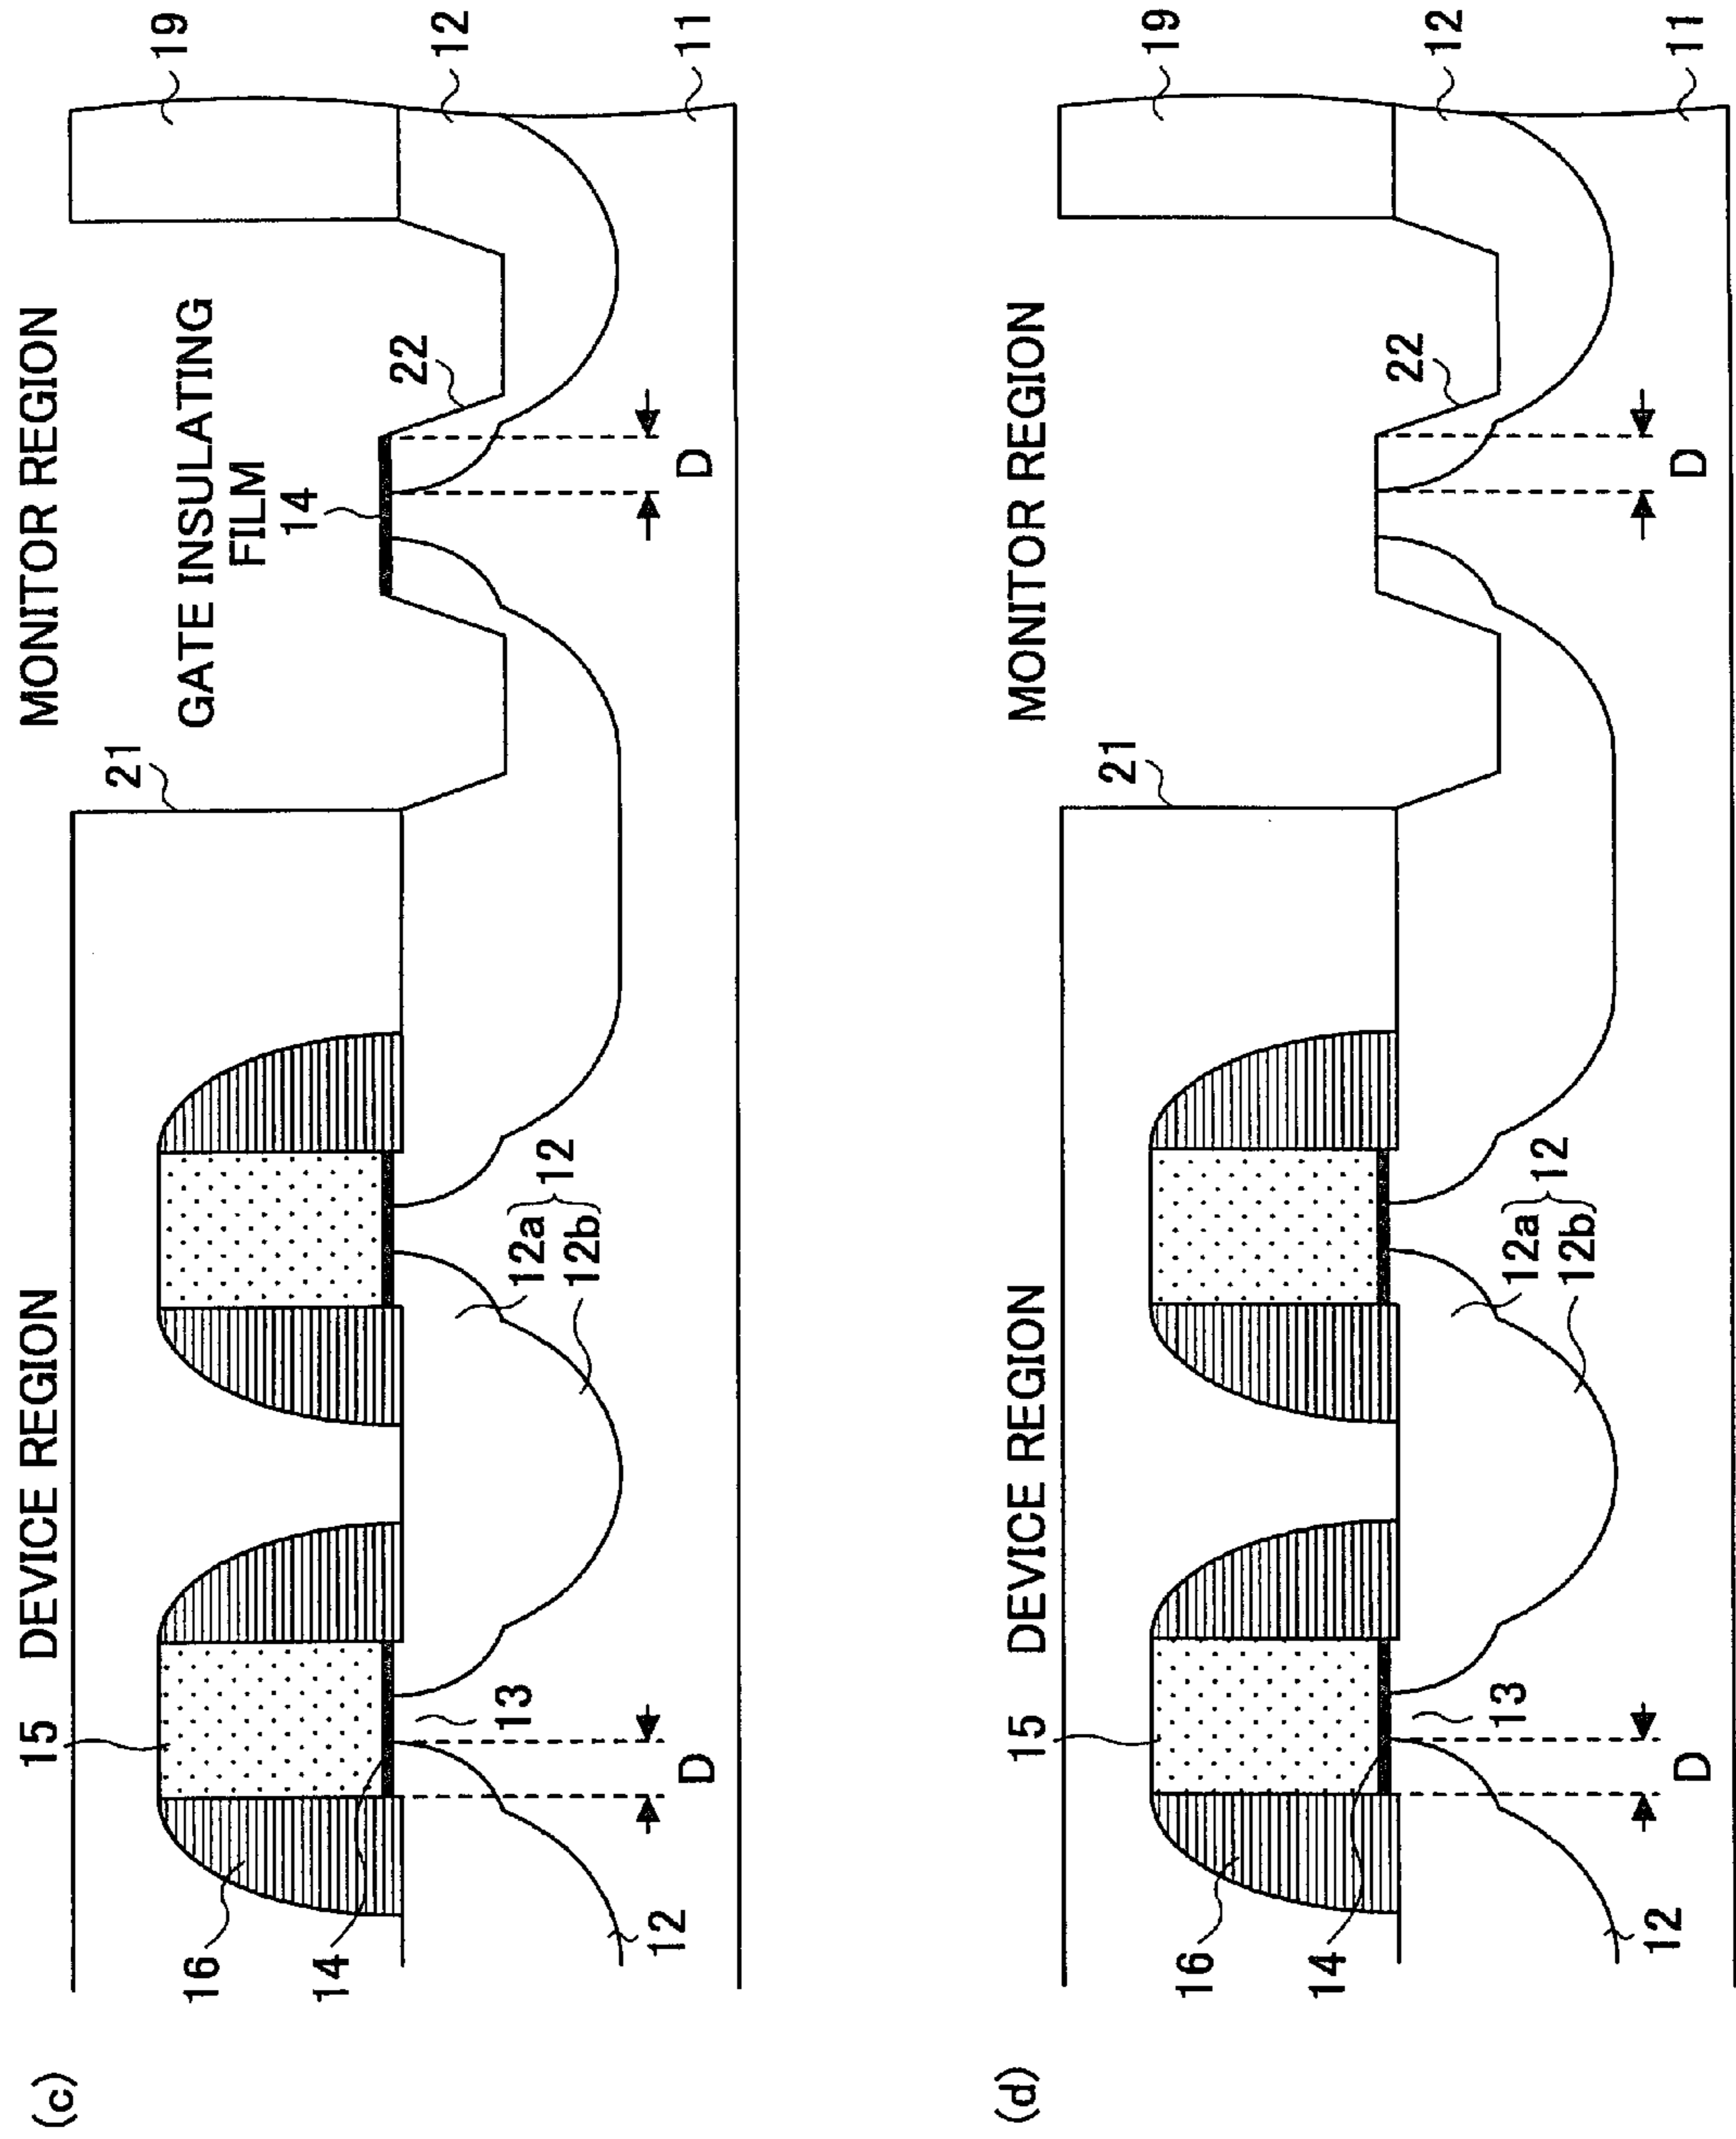 (c)
15 DEVICE REGION
MONITOR REGION
21
GATE INSULATING
FILM
14
22
19
12
11
16
14
12
13
D
12a
12b
12
D
(d)
15 DEVICE REGION
MONITOR REGION
21
22
19
12
11
16
14
12
13
D
12a
12b
12
D